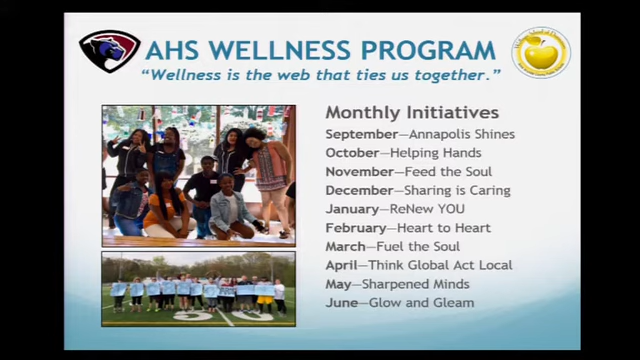 AHS WELLNESS PROGRAM
“Wellness is the web that ties us together.”
Monthly Initiatives
September—Annapolis Shines
October—Helping Hands
November—Feed the Soul
December—Sharing is Caring
January—ReNew YOU
February—Heart to Heart
March—Fuel the Soul
April—Think Global Act Local
May—Sharpened Minds
June—Glow and Gleam